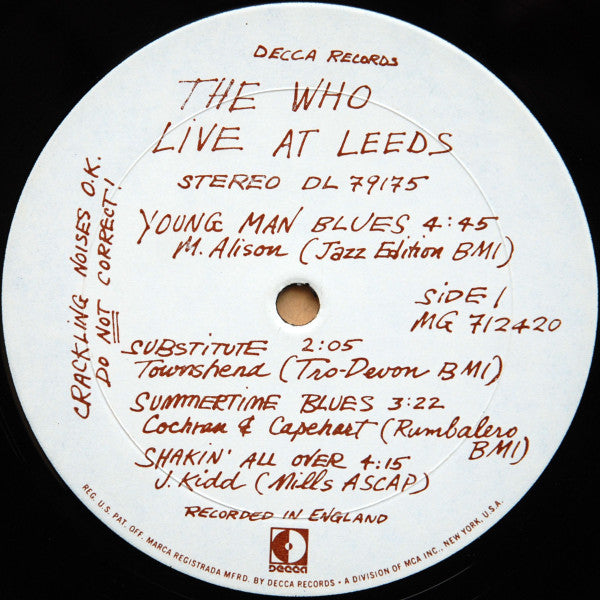 DECCA RECORDS
THE WHO
LIVE AT LEEDS
STEREO DL 79175
CRACKLING NOISES O.K.
DO NOT CORRECT!
YOUNG MAN BLUES 4:45
M. Alison (Jazz Edition BMI)
SIDE 1
MG 712420
SUBSTITUTE 2:05
Townshend (Tro-Devon BMI)
SUMMERTIME BLUES 3:22
Cochran & Capehart (Rumbalero
BMI)
SHAKIN' ALL OVER 4:15
J. Kidd (Mills ASCAP)
RECORDED IN ENGLAND
DECCA
REG. U.S. PAT. OFF. MARCA REGISTRADA MFRD. BY DECCA RECORDS • A DIVISION OF MCA INC., NEW YORK, U.S.A.